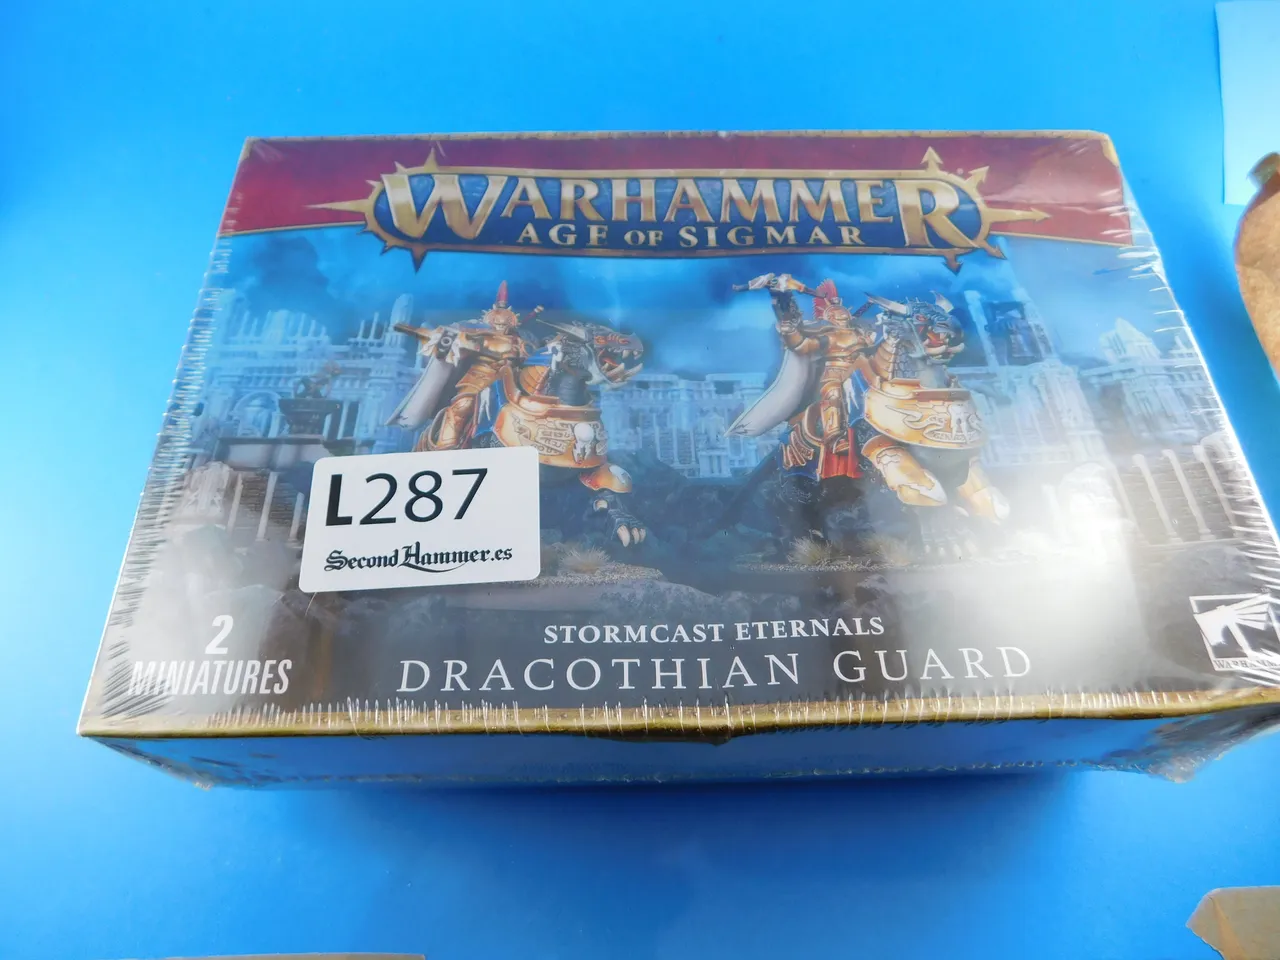 WARHAMMER
AGE OF SIGMAR
L287
SecondHammer.es
2
MINIATURES
STORMCAST ETERNALS
DRACOTHIAN GUARD